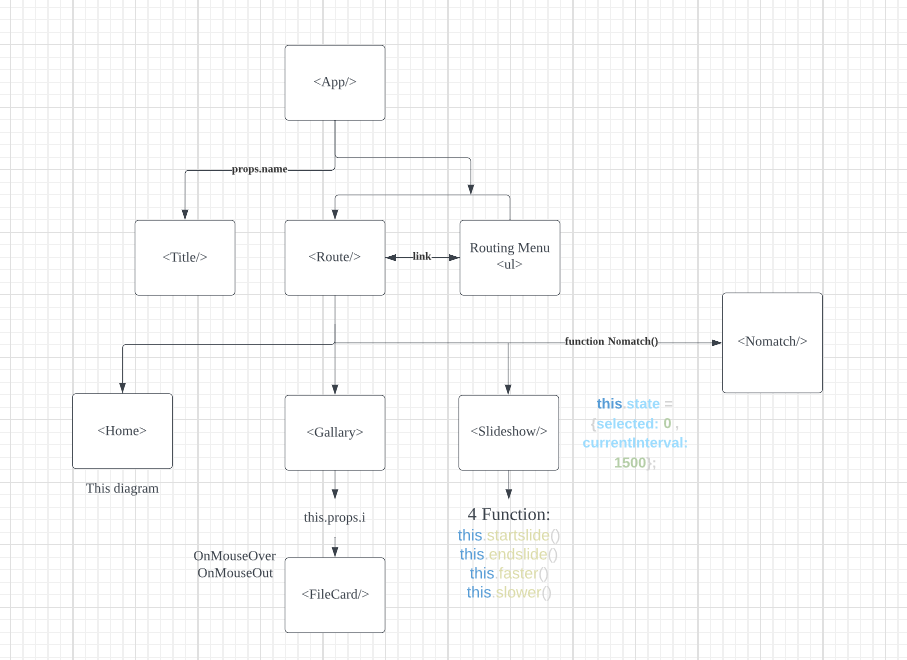 <App/>
props.name
<Title/>
<Route/>
link
Routing Menu
<ul>
function Nomatch()
<Nomatch/>
<Home>
This diagram
<Gallary>
<Slideshow/>
this.state =
{selected: 0 ,
currentInterval:
1500};
this.props.i
4 Function:
this.startslide()
this.endslide()
this.faster()
this.slower()
OnMouseOver
OnMouseOut
<FileCard/>